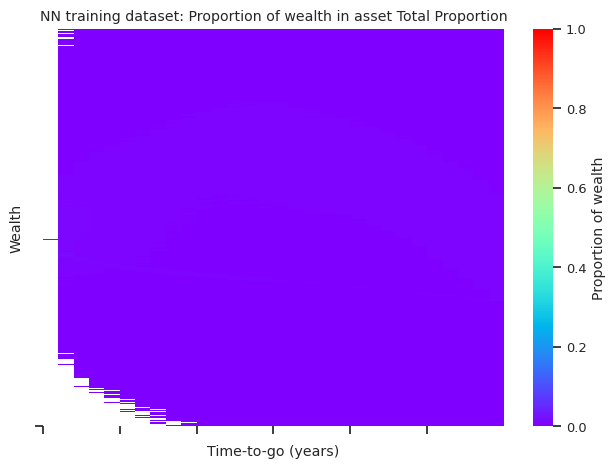 NN training dataset: Proportion of wealth in asset Total Proportion
Wealth
Time-to-go (years)
1.0
0.8
0.6
0.4
0.2
0.0
Proportion of wealth